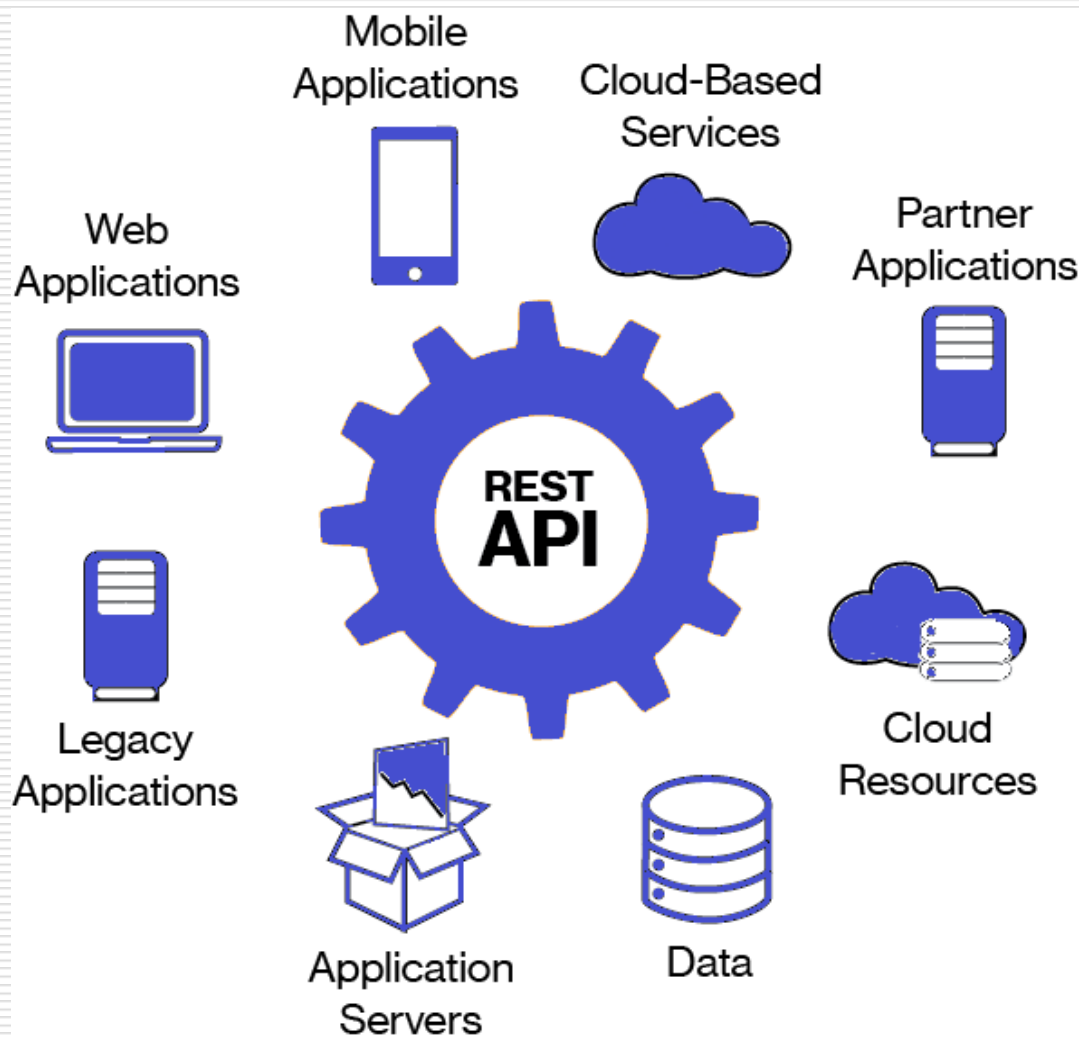 Mobile
Applications
Cloud-Based
Services
Web
Applications
Partner
Applications
REST
API
Legacy
Applications
Cloud
Resources
Application
Servers
Data